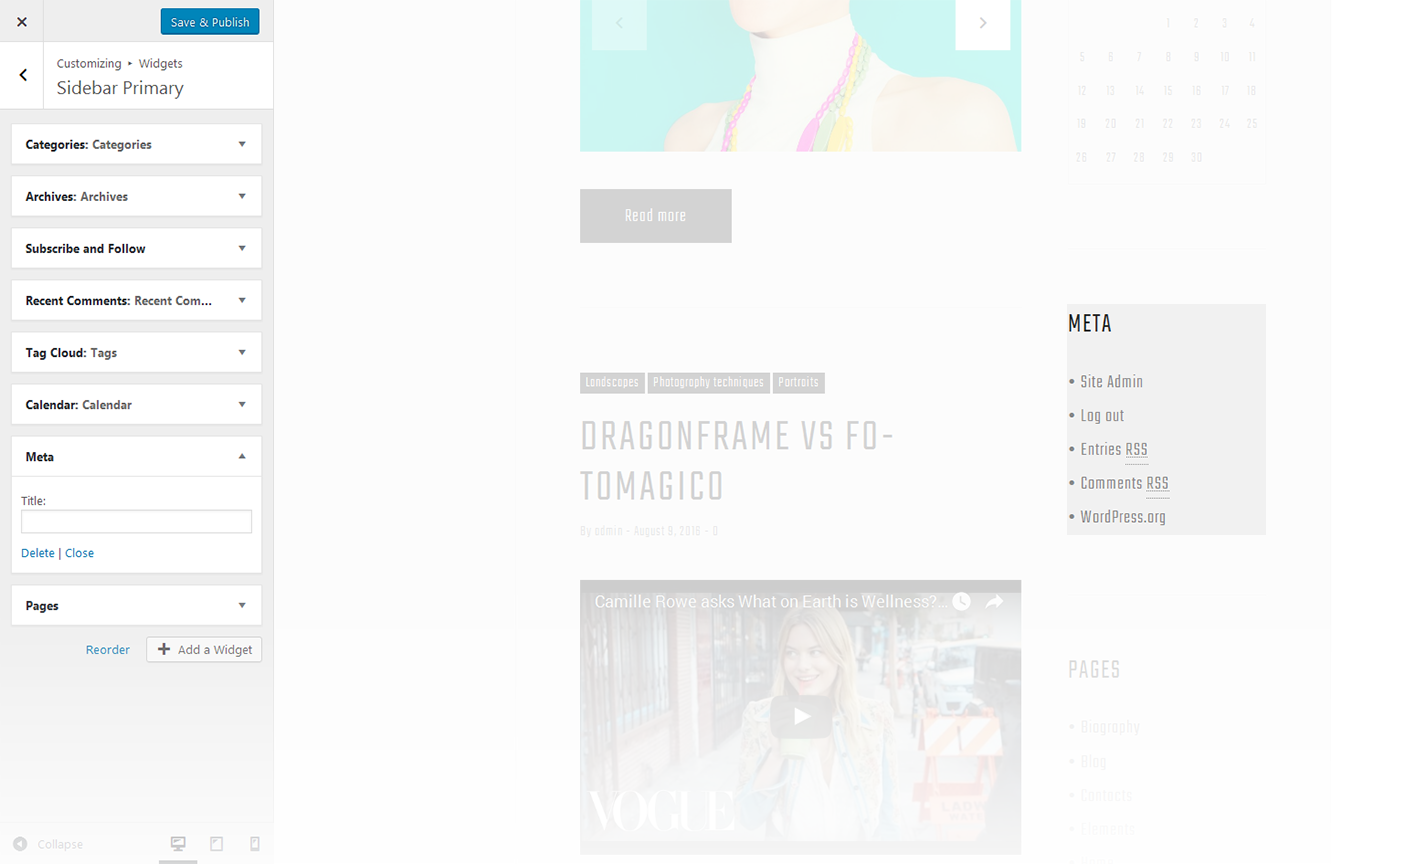 Save & Publish
Customizing ▸ Widgets
Sidebar Primary
Categories: Categories
Archives: Archives
Subscribe and Follow
Recent Comments: Recent Com...
Tag Cloud: Tags
Calendar: Calendar
Meta
Title:
Delete | Close
Pages
Reorder
Add a Widget
Collapse
Read more
Landscapes Photography techniques Portraits
DRAGONFRAME VS FO-
TOMAGICO
By admin - August 9, 2016 - 0
Camille Rowe asks What on Earth is Wellness?...
VOGUE
1 2 3 4
5 6 7 8 9 10 11
12 13 14 15 16 17 18
19 20 21 22 23 24 25
26 27 28 29 30
META
• Site Admin
• Log out
• Entries RSS
• Comments RSS
• WordPress.org
PAGES
• Biography
• Blog
• Contacts
• Elements